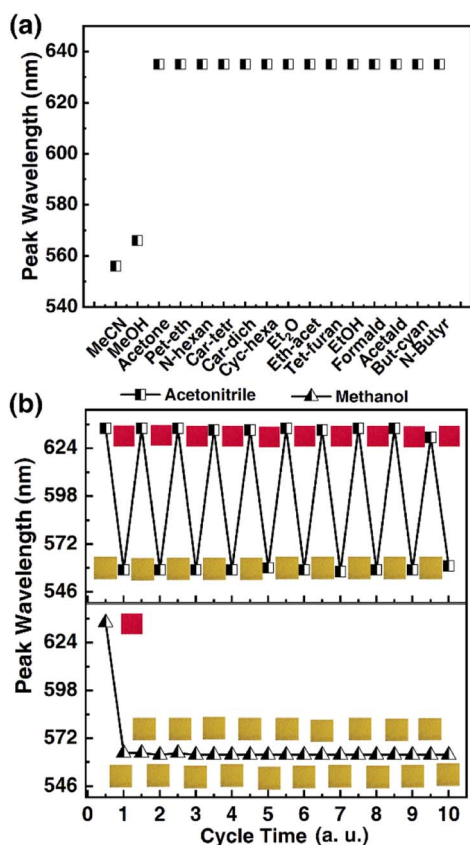 (a)
Peak Wavelength (nm)
640
620
600
580
560
540
MeCN
MeOH
Acetone
Pet-eth
N-hexan
Car-tetr
Car-dich
Cyc-hexa
Et₂O
Eth-acet
Tet-furan
EtOH
Formald
Acetald
But-cyan
N-Butyr
Acetonitrile Methanol
(b)
Peak Wavelength (nm)
624
598
572
546
624
598
572
546
0 1 2 3 4 5 6 7 8 9 10
Cycle Time (a. u.)